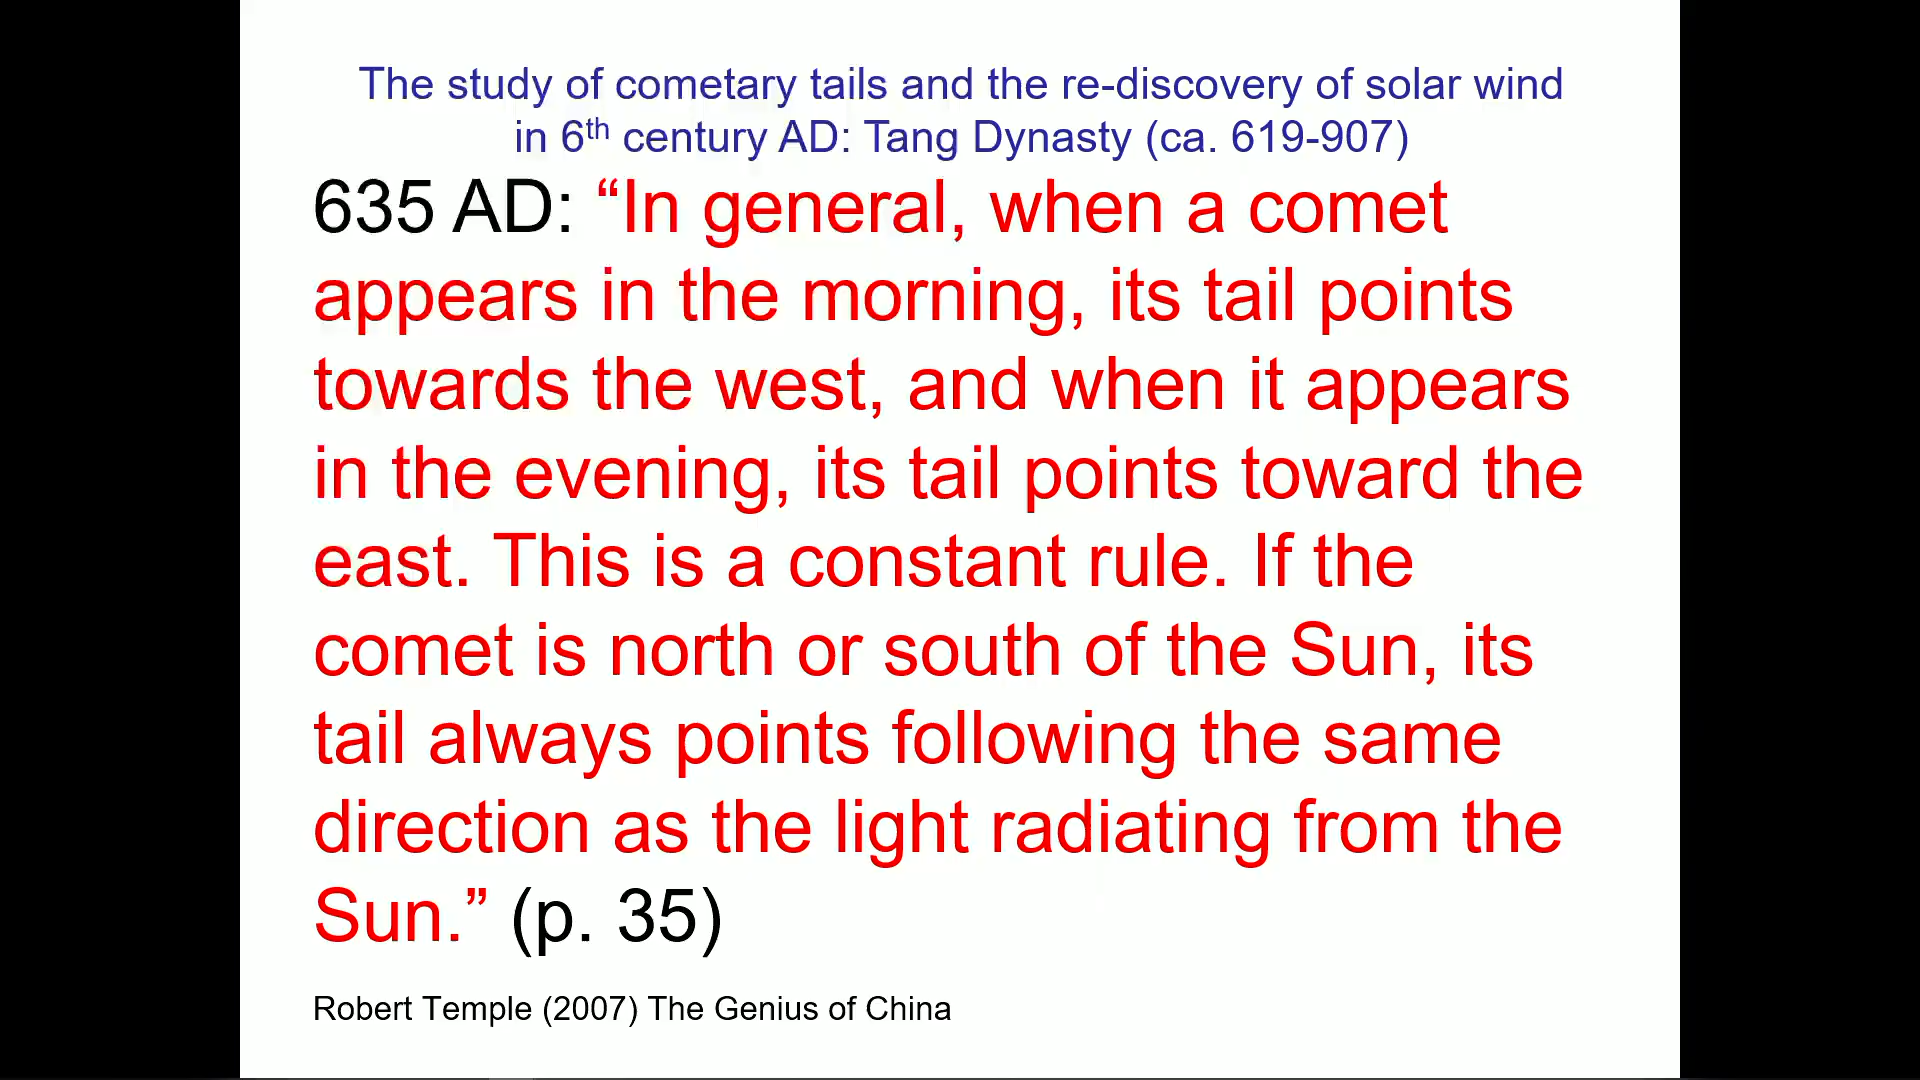 The study of cometary tails and the re-discovery of solar wind
in 6th century AD: Tang Dynasty (ca. 619-907)
635 AD: “In general, when a comet
appears in the morning, its tail points
towards the west, and when it appears
in the evening, its tail points toward the
east. This is a constant rule. If the
comet is north or south of the Sun, its
tail always points following the same
direction as the light radiating from the
Sun.” (p. 35)
Robert Temple (2007) The Genius of China